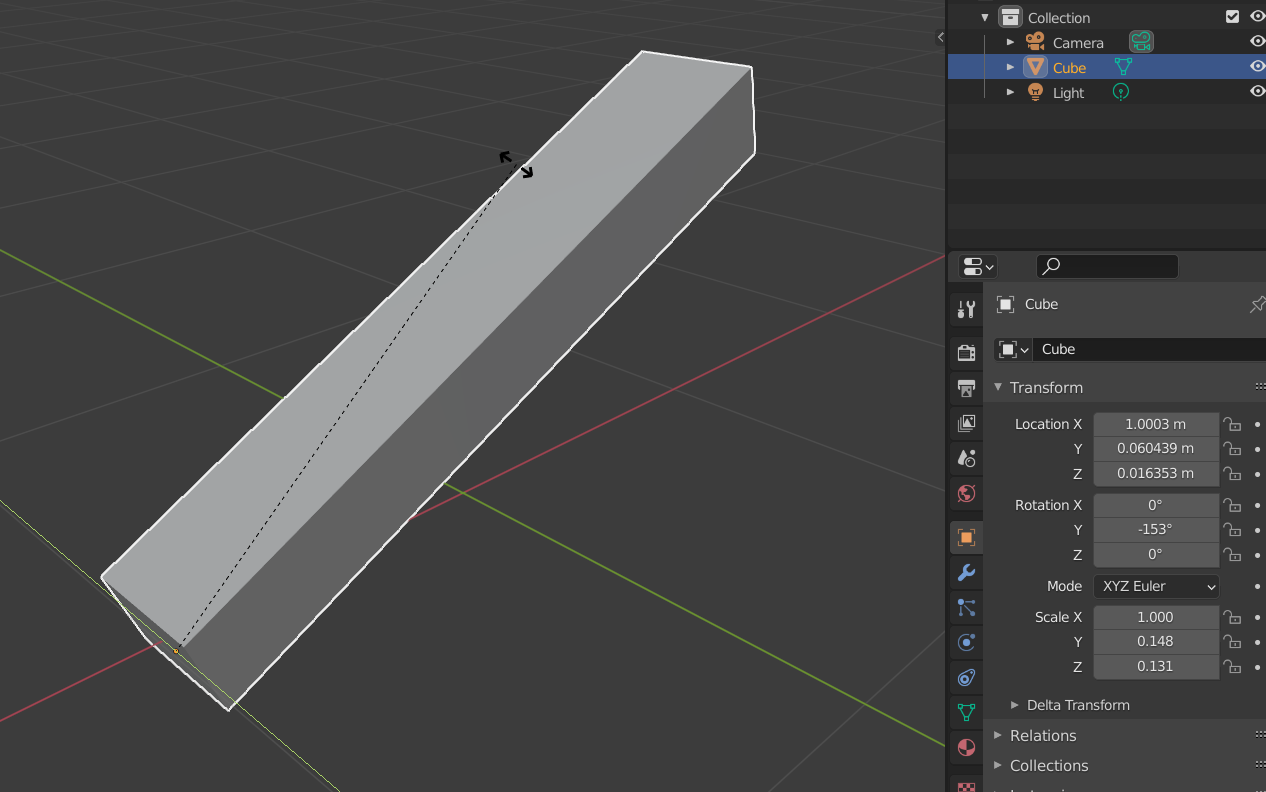 Collection
Camera
Cube
Light
Cube
Cube
Transform
Location X 1.0003 m
Y 0.060439 m
Z 0.016353 m
Rotation X 0°
Y -153°
Z 0°
Mode XYZ Euler
Scale X 1.000
Y 0.148
Z 0.131
Delta Transform
Relations
Collections